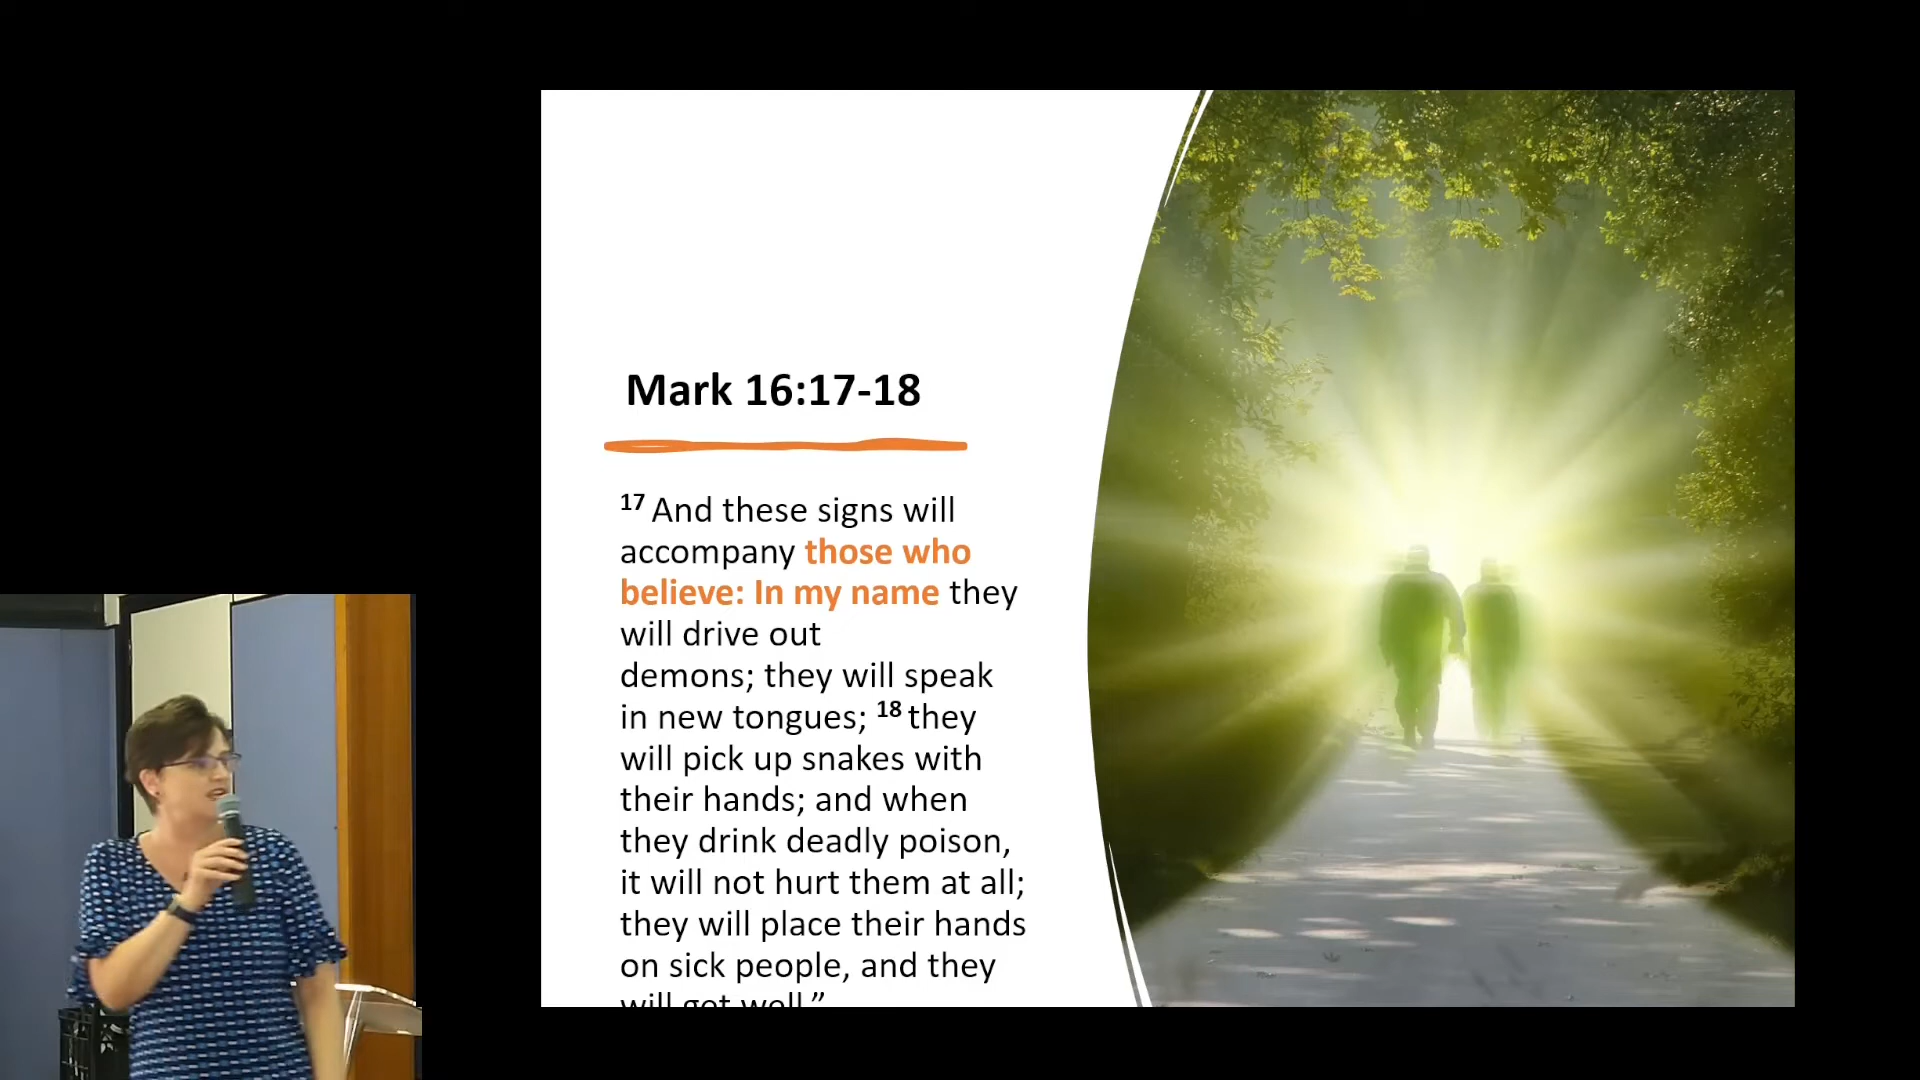 Mark 16:17-18
17 And these signs will
accompany those who
believe: In my name they
will drive out
demons; they will speak
in new tongues; 18 they
will pick up snakes with
their hands; and when
they drink deadly poison,
it will not hurt them at all;
they will place their hands
on sick people, and they
will get well.”